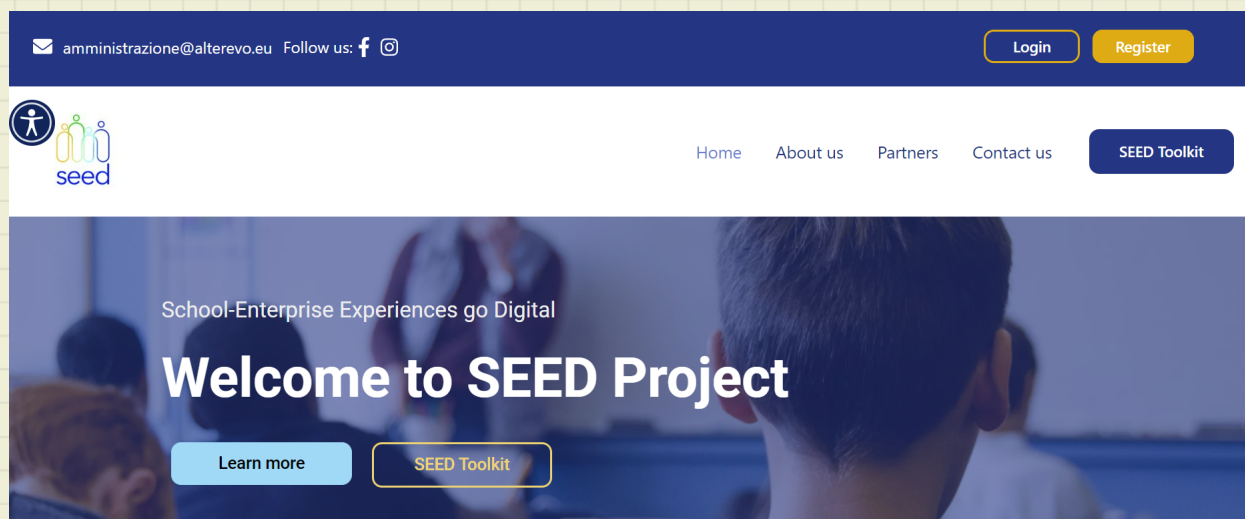 amministrazione@alterevo.eu Follow us:
Login
Register
seed
Home
About us
Partners
Contact us
SEED Toolkit
School-Enterprise Experiences go Digital
Welcome to SEED Project
Learn more
SEED Toolkit